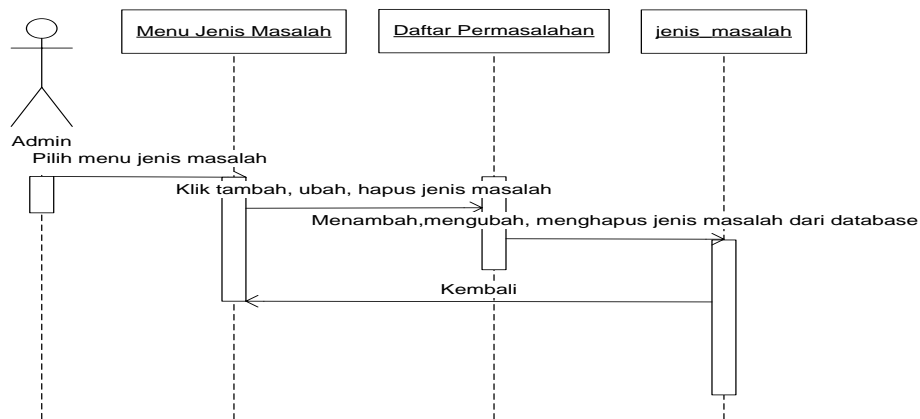 Menu Jenis Masalah
Daftar Permasalahan
jenis_masalah
Admin
Pilih menu jenis masalah
Klik tambah, ubah, hapus jenis masalah
Menambah,mengubah, menghapus jenis masalah dari database
Kembali